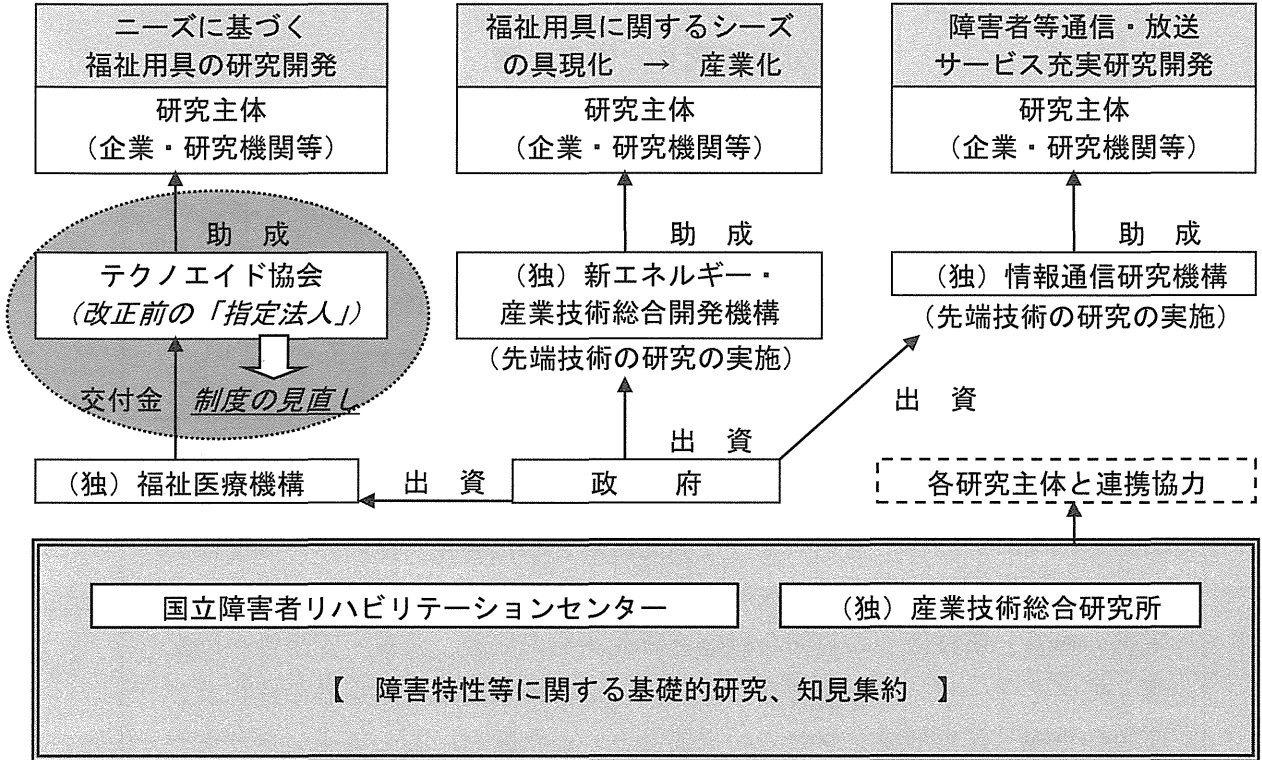 ニーズに基づく
福祉用具の研究開発
研究主体
（企業・研究機関等）
助 成
テクノエイド協会
（改正前の「指定法人」）
交付金
制度の見直し
（独）福祉医療機構
福祉用具に関するシーズ
の具現化 → 産業化
研究主体
（企業・研究機関等）
助 成
（独）新エネルギー・
産業技術総合開発機構
（先端技術の研究の実施）
出 資
出 資
政 府
障害者等通信・放送
サービス充実研究開発
研究主体
（企業・研究機関等）
助 成
（独）情報通信研究機構
（先端技術の研究の実施）
出 資
各研究主体と連携協力
国立障害者リハビリテーションセンター
（独）産業技術総合研究所
【 障害特性等に関する基礎的研究、知見集約 】